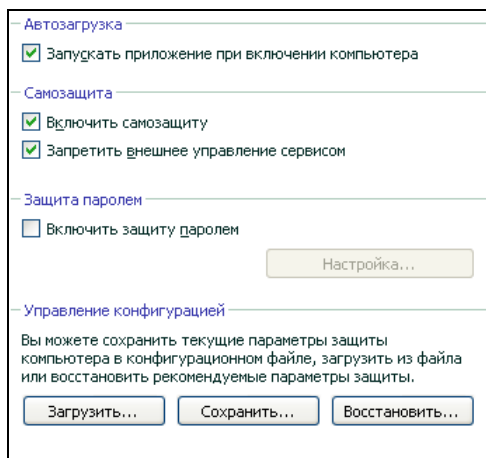 Автозагрузка
Запускать приложение при включении компьютера
Самозащита
Включить самозащиту
Запретить внешнее управление сервисом
Защита паролем
Включить защиту паролем
Настройка...
Управление конфигурацией
Вы можете сохранить текущие параметры защиты
компьютера в конфигурационном файле, загрузить из файла
или восстановить рекомендуемые параметры защиты.
Загрузить... Сохранить... Восстановить...